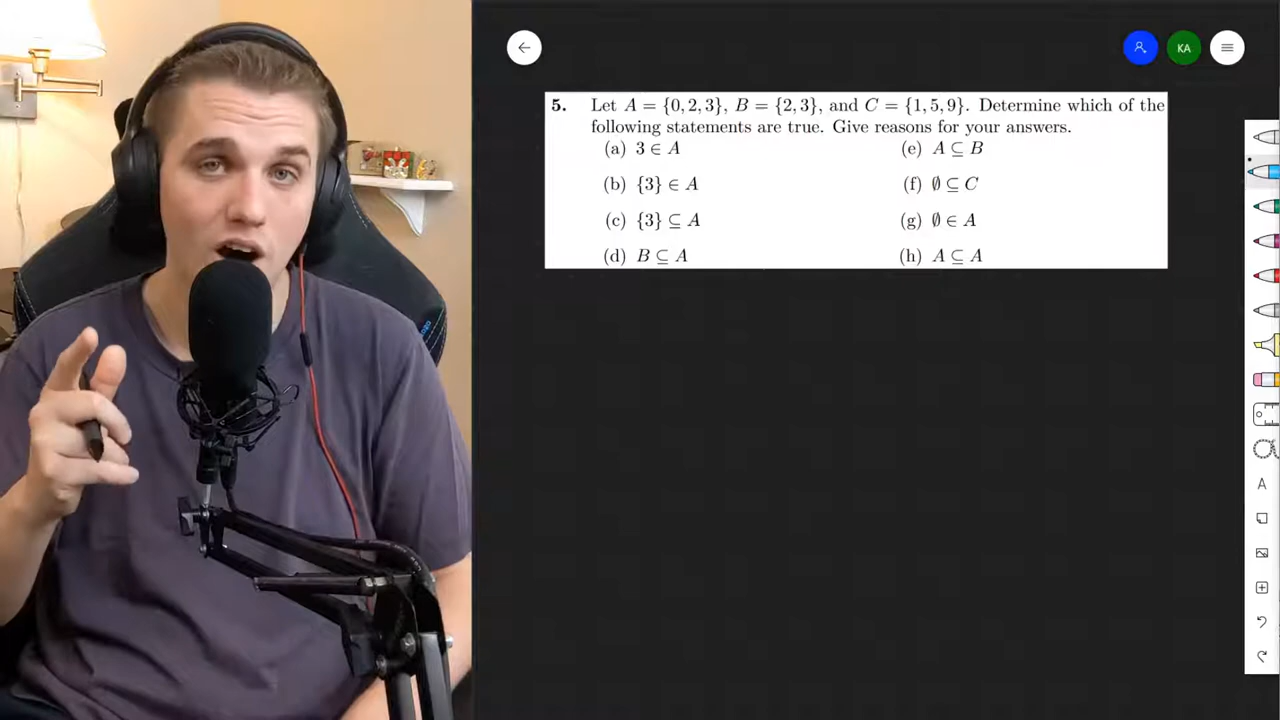 KA
5. Let A = {0, 2, 3}, B = {2, 3}, and C = {1, 5, 9}. Determine which of the
following statements are true. Give reasons for your answers.
(a) 3 ∈ A
(b) {3} ∈ A
(c) {3} ⊆ A
(d) B ⊆ A
(e) A ⊆ B
(f) ∅ ⊆ C
(g) ∅ ∈ A
(h) A ⊆ A
A